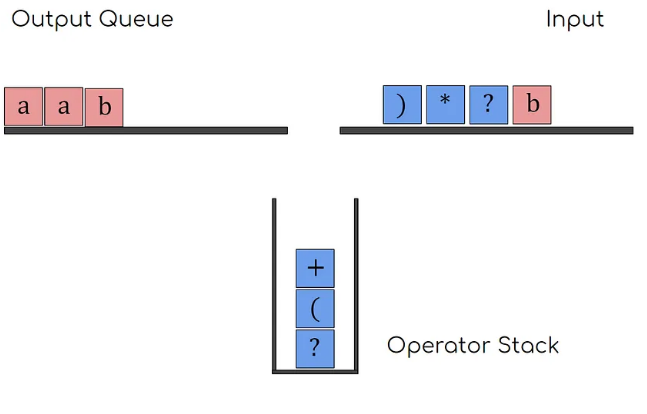 Output Queue
Input
a a b
) * ? b
+
(
?
Operator Stack